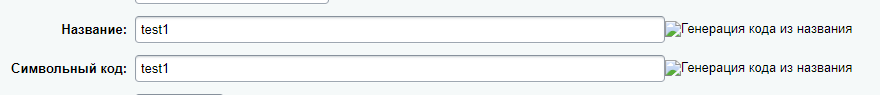 Название: test1 Генерация кода из названия
Символьный код: test1 Генерация кода из названия